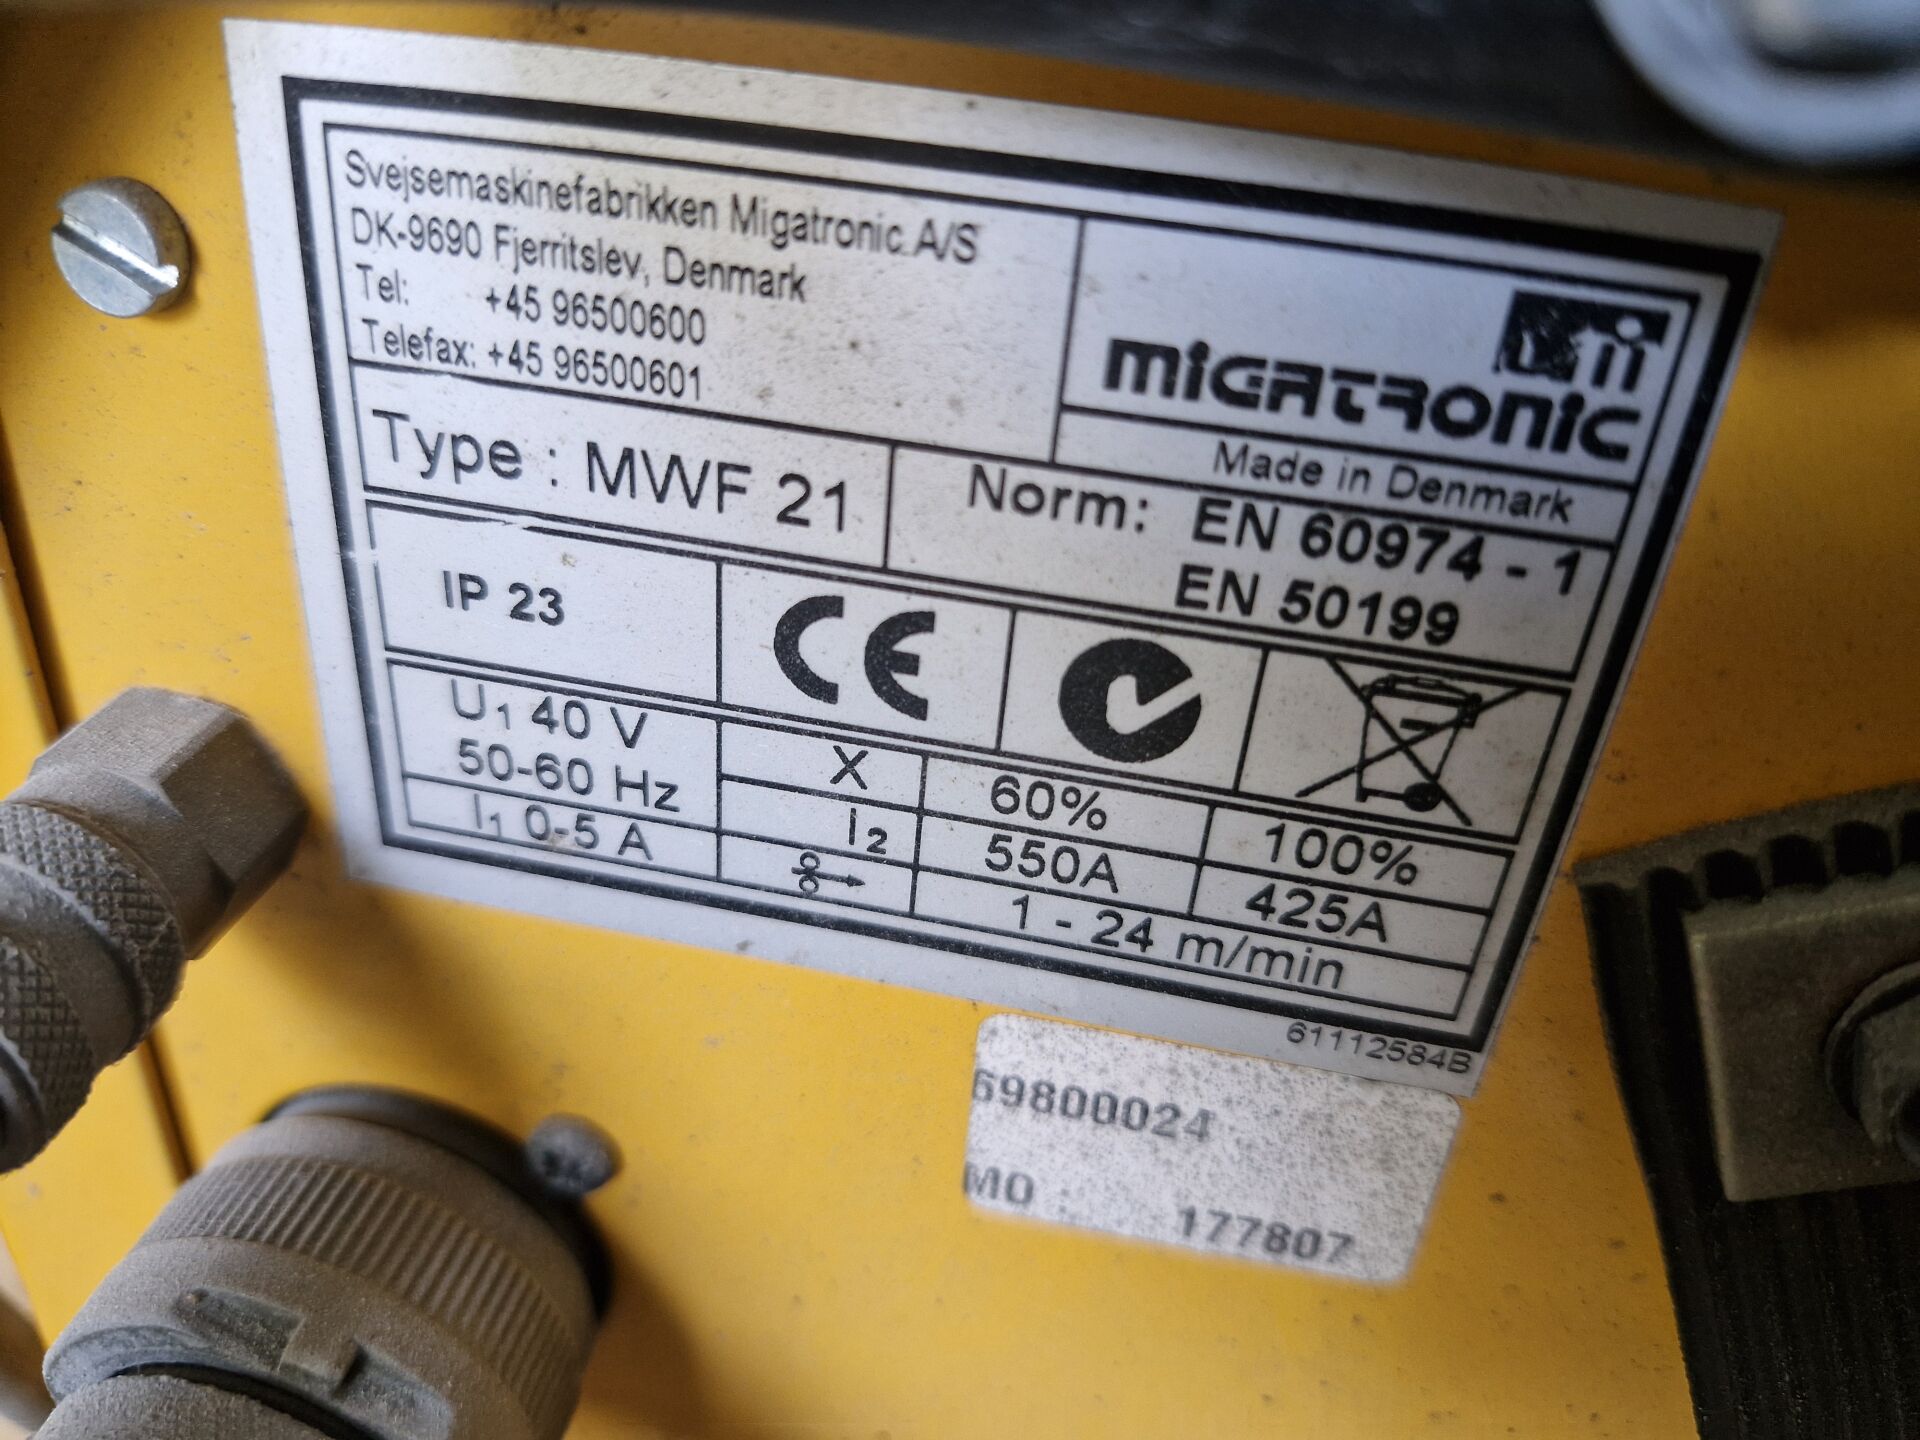 Svejsemaskinefabrikken Migatronic A/S
DK-9690 Fjerritslev, Denmark
Tel: +45 96500600
Telefax: +45 96500601
MIGATRONIC
Made in Denmark
Type : MWF 21
Norm: EN 60974 - 1
EN 50199
IP 23
CE
U1 40 V
50-60 Hz
I1 0-5 A
X 60% 100%
I2 550A 425A
1 - 24 m/min
61112584B
69800024
MO : 177807